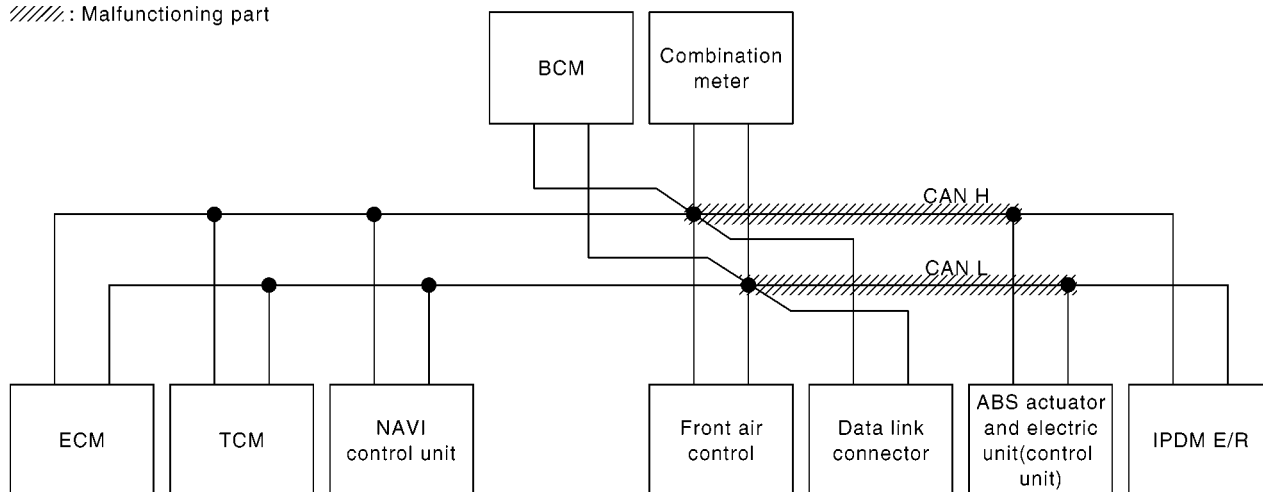 : Malfunctioning part
BCM
Combination
meter
CAN H
CAN L
ECM
TCM
NAVI
control unit
Front air
control
Data link
connector
ABS actuator
and electric
unit(control
unit)
IPDM E/R